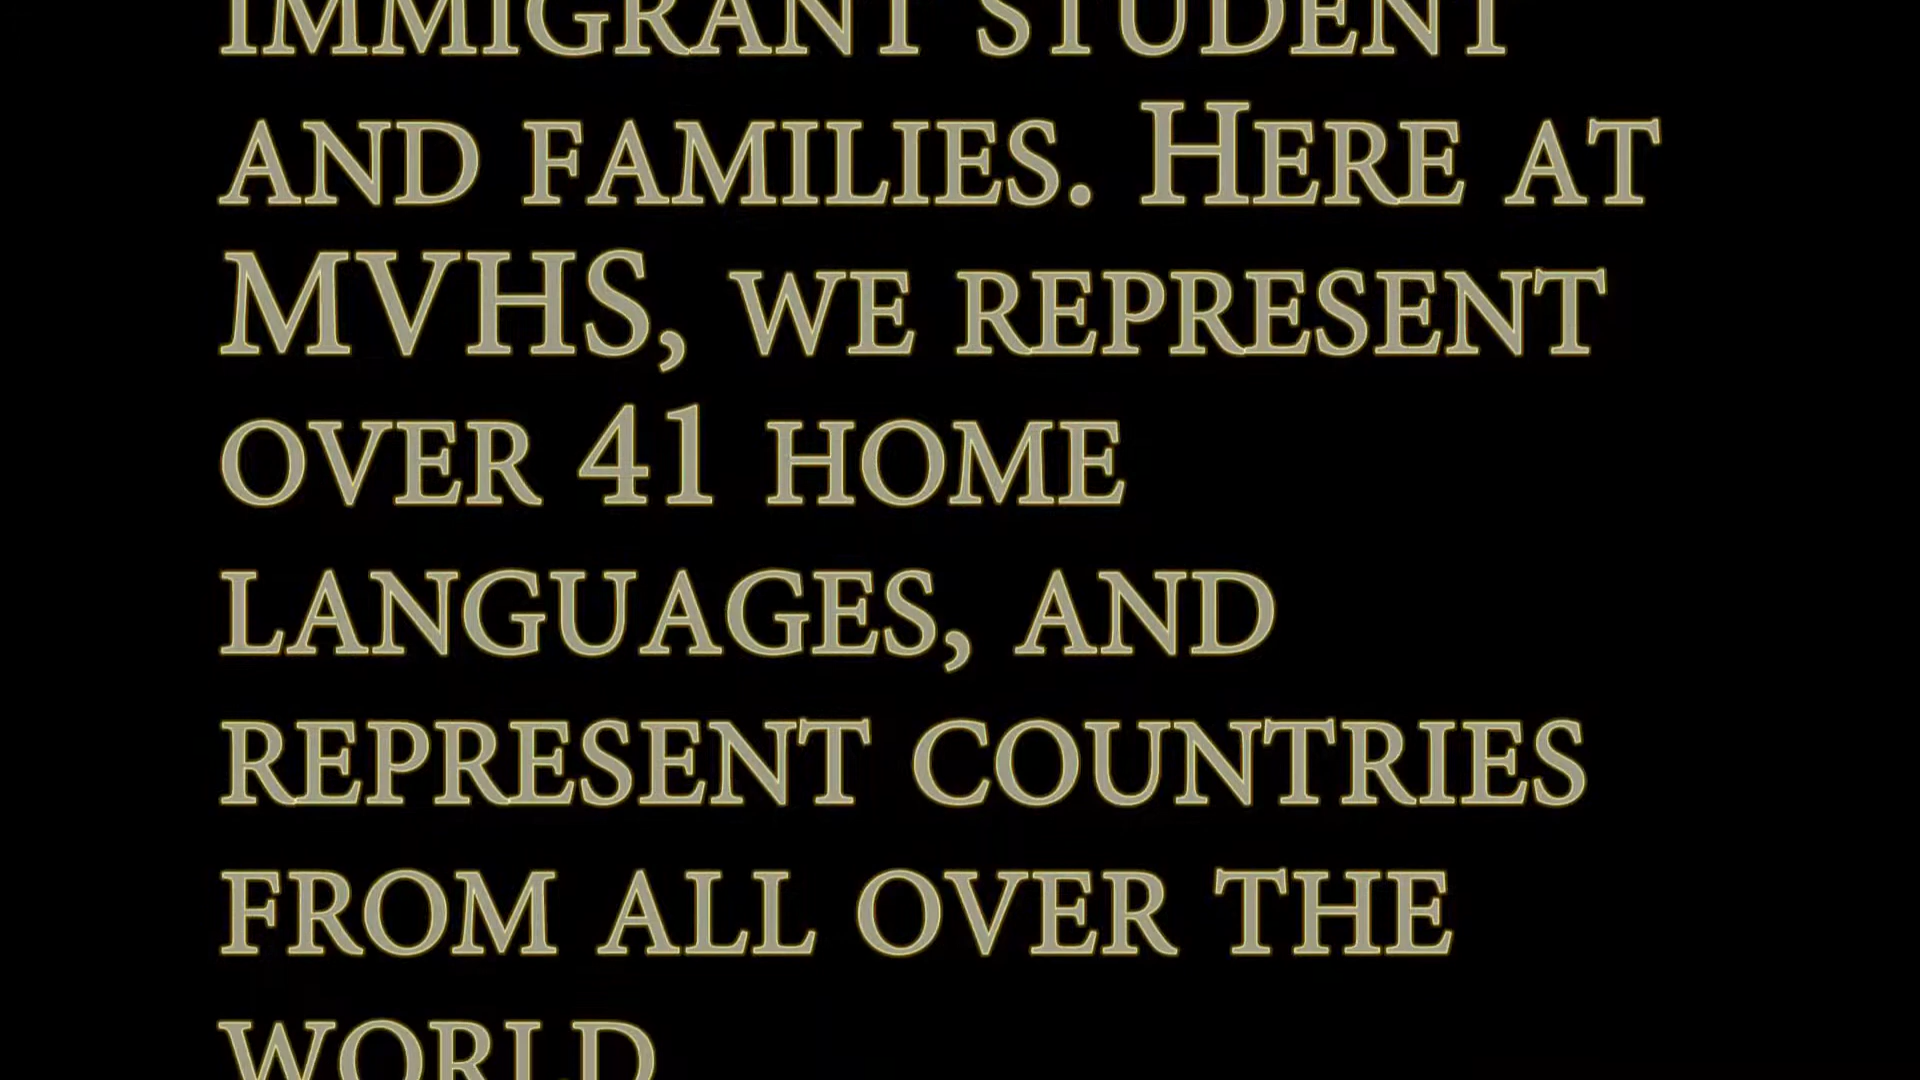 IMMIGRANT STUDENT
AND FAMILIES. HERE AT
MVHS, WE REPRESENT
OVER 41 HOME
LANGUAGES, AND
REPRESENT COUNTRIES
FROM ALL OVER THE
WORLD